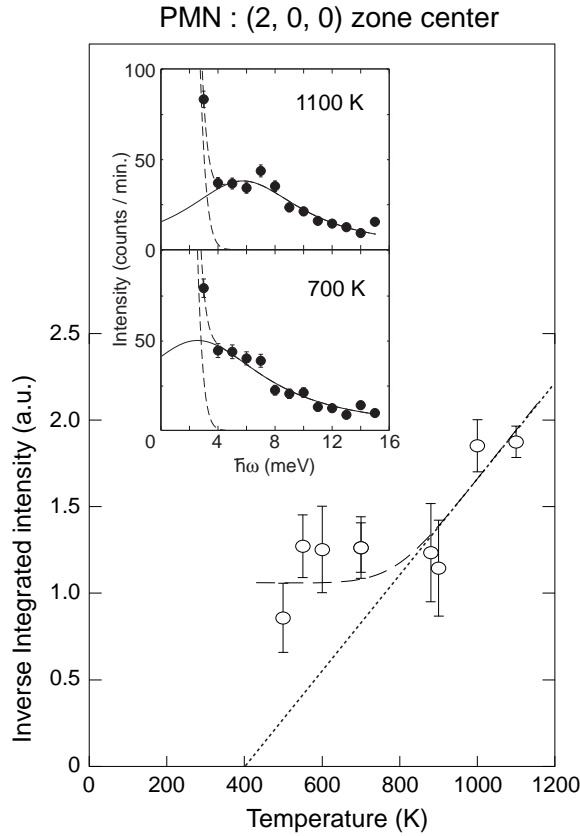 PMN : (2, 0, 0) zone center
100
1100 K
50
0
Intensity (counts / min.)
700 K
50
0 4 8 12 16
ħω (meV)
2.5
2.0
1.5
1.0
0.5
0
Inverse Integrated intensity (a.u.)
0 200 400 600 800 1000 1200
Temperature (K)